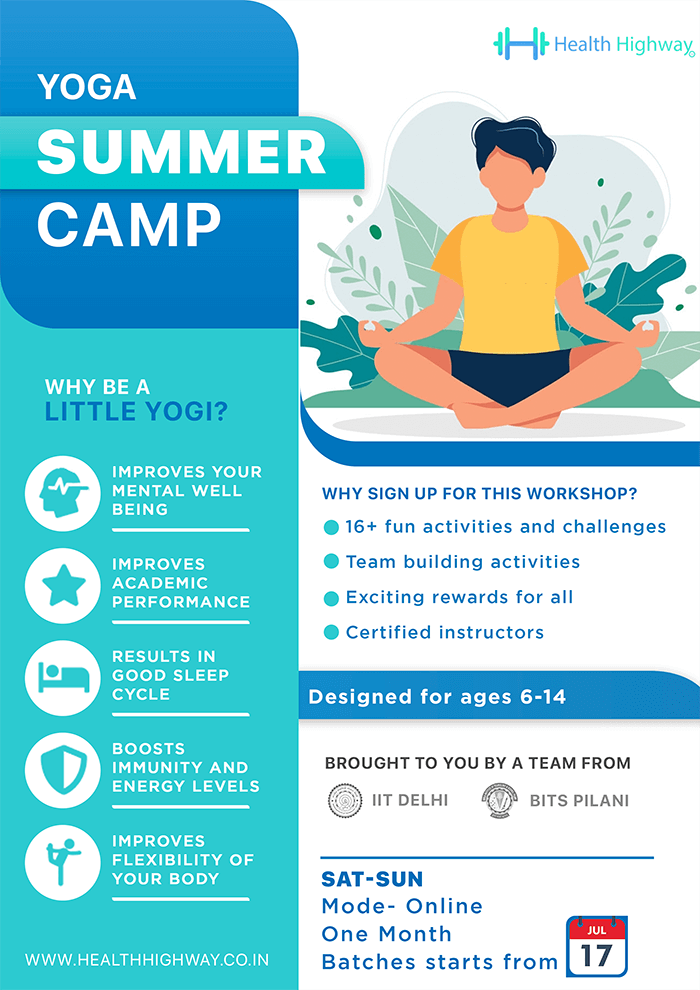 Health Highway
YOGA
SUMMER
CAMP
WHY BE A
LITTLE YOGI?
IMPROVES YOUR
MENTAL WELL
BEING
IMPROVES
ACADEMIC
PERFORMANCE
RESULTS IN
GOOD SLEEP
CYCLE
BOOSTS
IMMUNITY AND
ENERGY LEVELS
IMPROVES
FLEXIBILITY OF
YOUR BODY
WWW.HEALTHHIGHWAY.CO.IN
WHY SIGN UP FOR THIS WORKSHOP?
16+ fun activities and challenges
Team building activities
Exciting rewards for all
Certified instructors
Designed for ages 6-14
BROUGHT TO YOU BY A TEAM FROM
IIT DELHI BITS PILANI
SAT-SUN
Mode- Online
One Month
Batches starts from
JUL
17